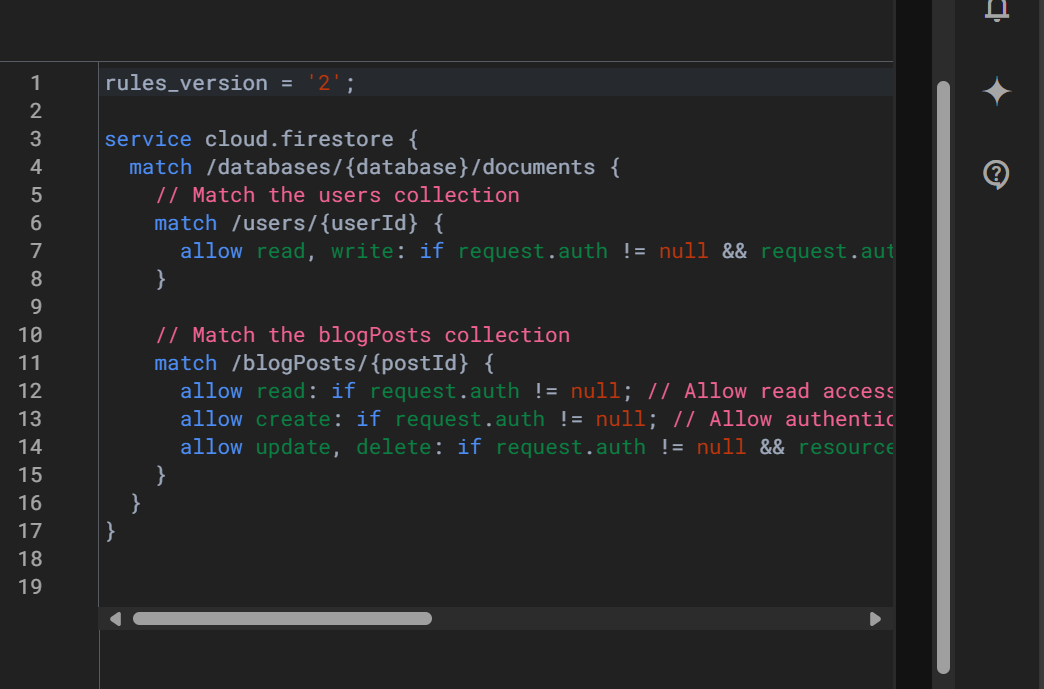 1 rules_version = '2';
2
3 service cloud.firestore {
4   match /databases/{database}/documents {
5     // Match the users collection
6     match /users/{userId} {
7       allow read, write: if request.auth != null && request.aut
8     }
9
10     // Match the blogPosts collection
11     match /blogPosts/{postId} {
12       allow read: if request.auth != null; // Allow read access
13       allow create: if request.auth != null; // Allow authentic
14       allow update, delete: if request.auth != null && resource
15     }
16   }
17 }
18
19